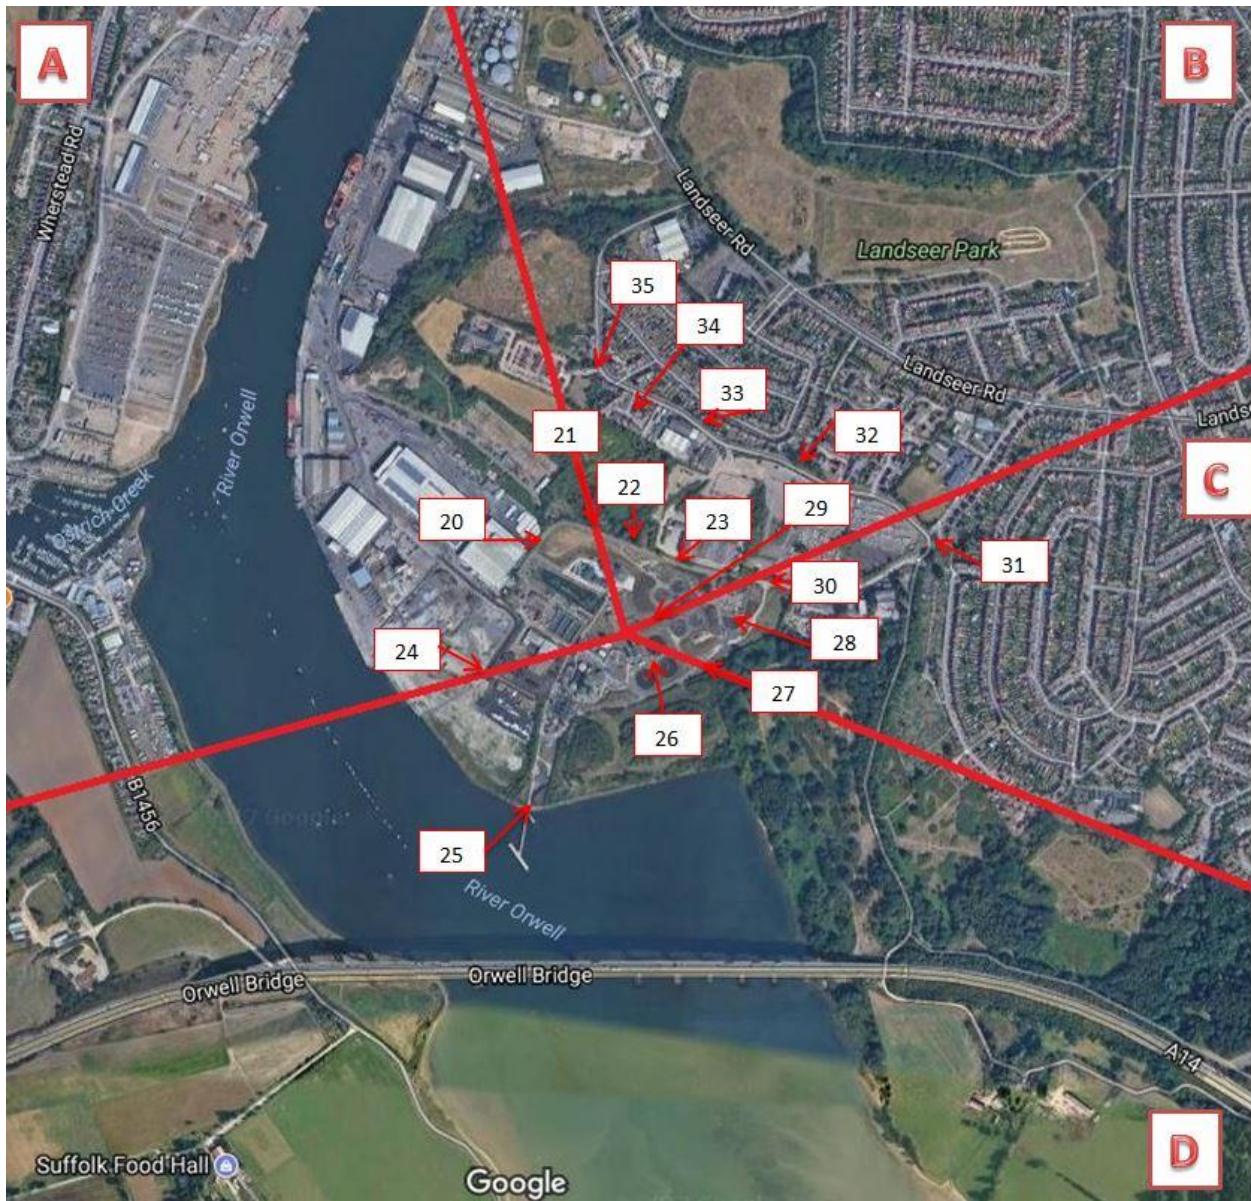 A
B
Wherstead Rd
Landseer Rd
Landseer Park
35
34
33
Landseer Rd
Lands
21
32
C
River Orwell
Ostrich Creek
20
22
23
29
31
30
24
28
27
26
B1456
25
River Orwell
Orwell Bridge
Orwell Bridge
A14
Suffolk Food Hall
Google
D